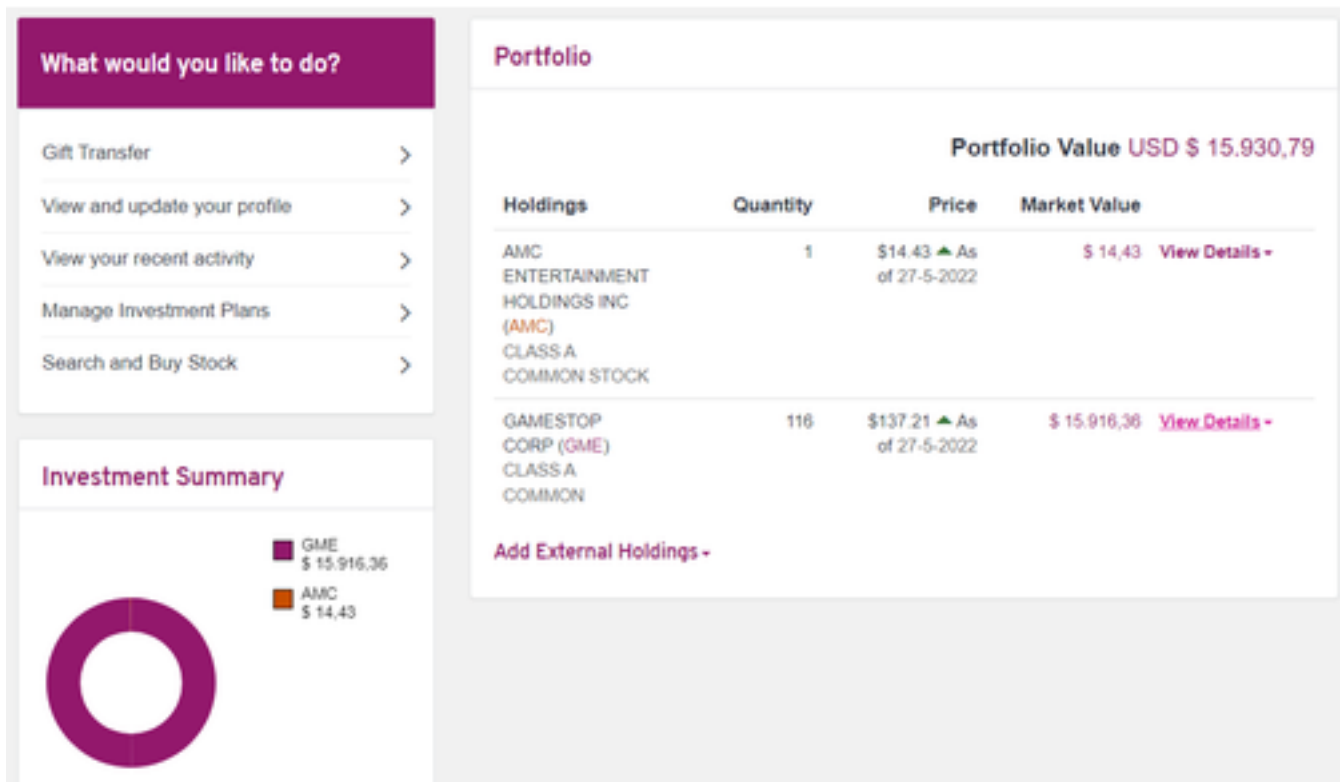 What would you like to do?
Gift Transfer
View and update your profile
View your recent activity
Manage Investment Plans
Search and Buy Stock
Investment Summary
GME
$ 15.916,36
AMC
$ 14,43
Portfolio
Portfolio Value USD $ 15.930,79
Holdings Quantity Price Market Value
AMC 1 $14.43 As $ 14,43 View Details
ENTERTAINMENT of 27-5-2022
HOLDINGS INC
(AMC)
CLASS A
COMMON STOCK
GAMESTOP 116 $137.21 As $ 15.916,36 View Details
CORP (GME) of 27-5-2022
CLASS A
COMMON
Add External Holdings